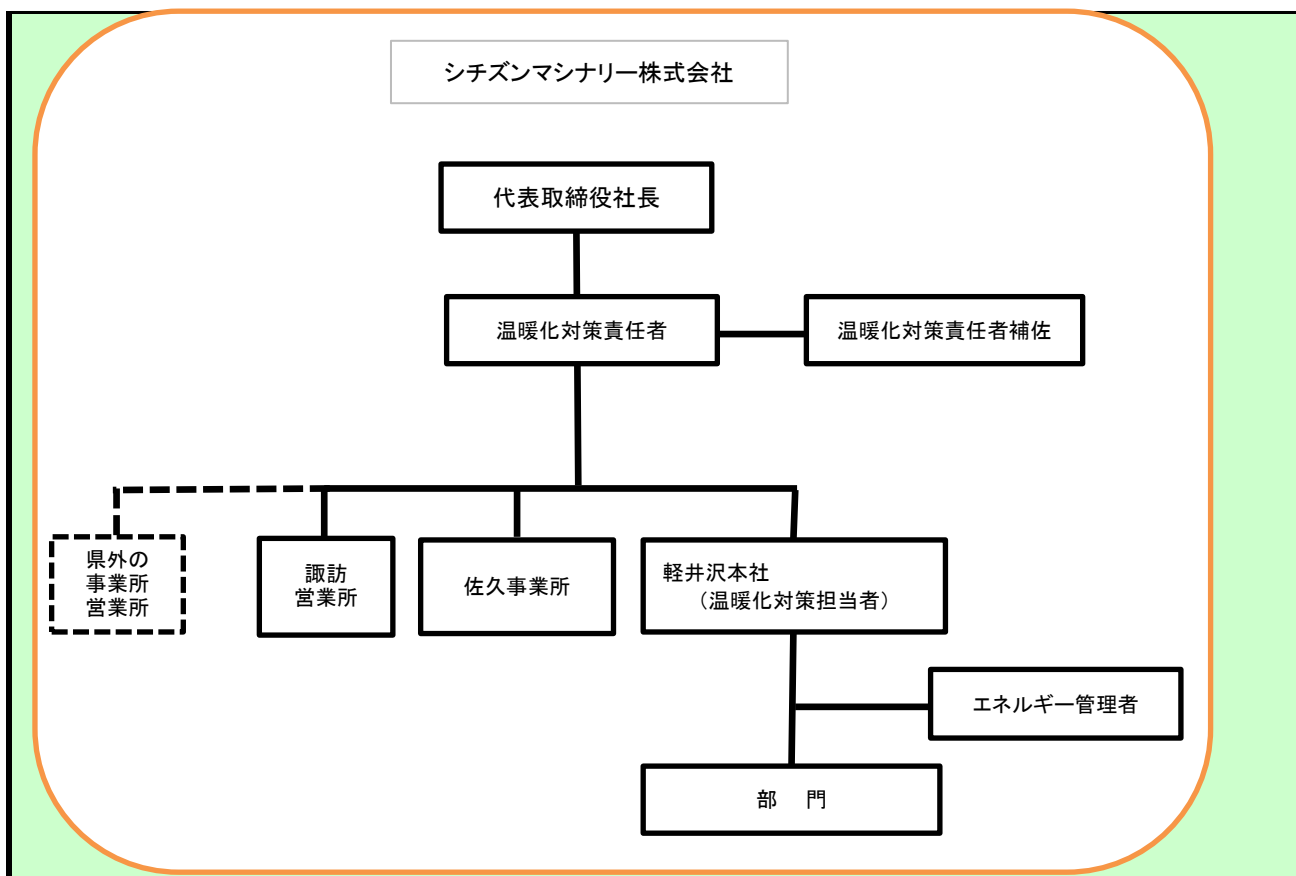 シチズンマシナリー株式会社
代表取締役社長
温暖化対策責任者
温暖化対策責任者補佐
県外の
事業所
営業所
諏訪
営業所
佐久事業所
軽井沢本社
（温暖化対策担当者）
エネルギー管理者
部　門